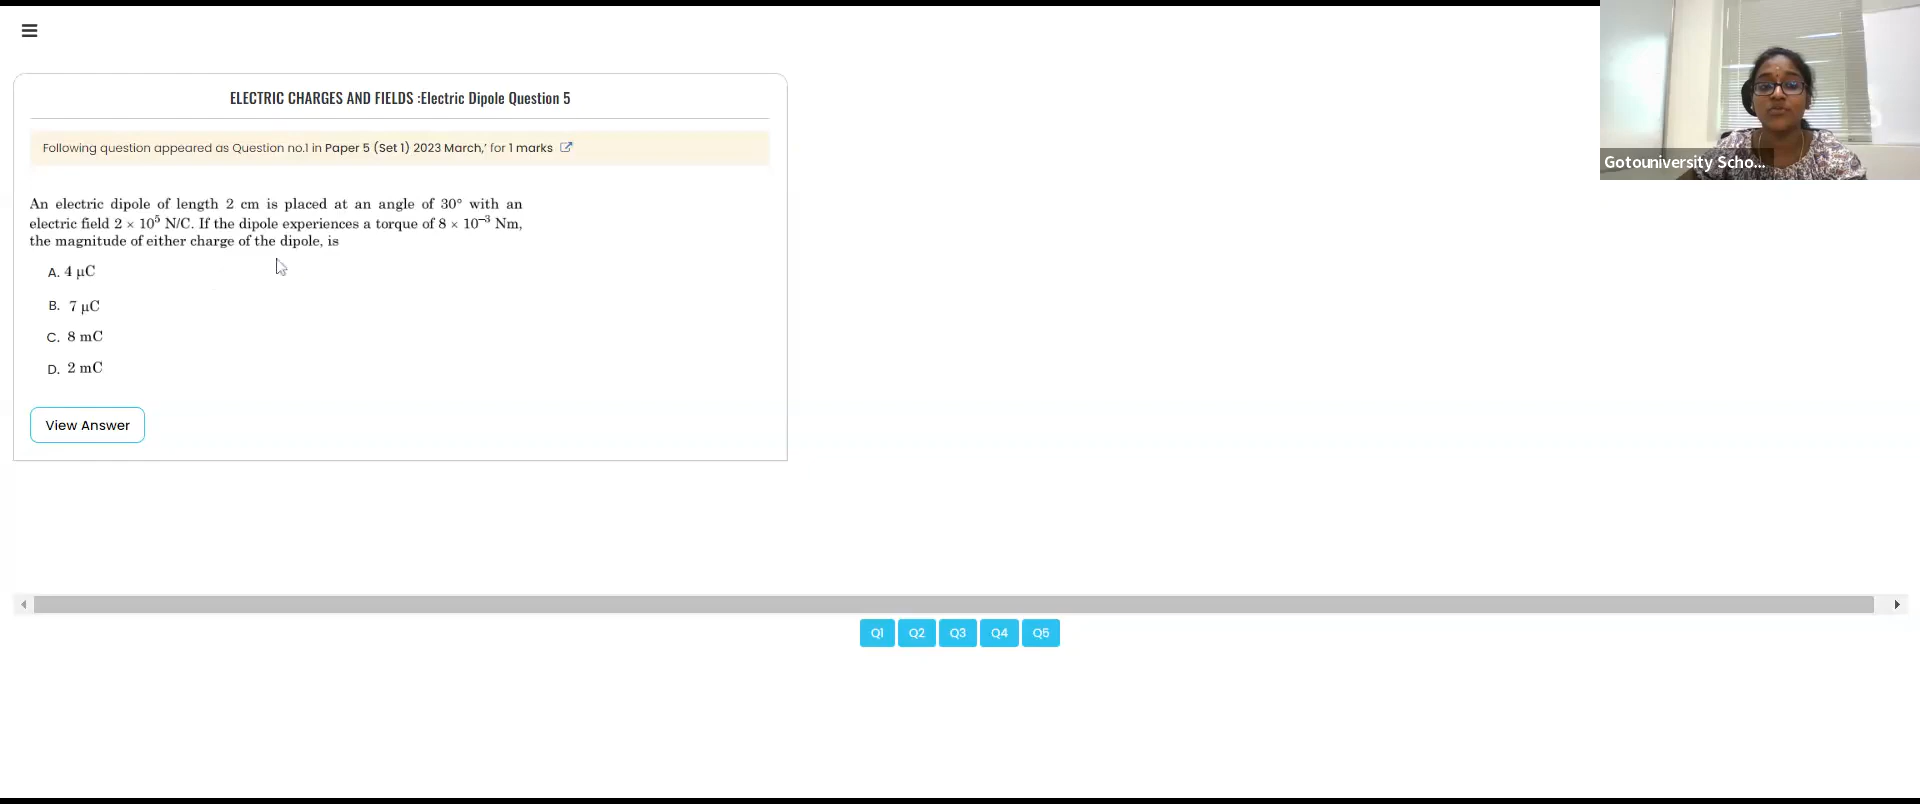 Gotouniversity Scho...
ELECTRIC CHARGES AND FIELDS :Electric Dipole Question 5
Following question appeared as Question no.1 in Paper 5 (Set 1) 2023 March,' for 1 marks
An electric dipole of length 2 cm is placed at an angle of 30° with an
electric field 2 × 10⁵ N/C. If the dipole experiences a torque of 8 × 10⁻³ Nm,
the magnitude of either charge of the dipole, is
A. 4 μC
B. 7 μC
C. 8 mC
D. 2 mC
View Answer
Q1 Q2 Q3 Q4 Q5